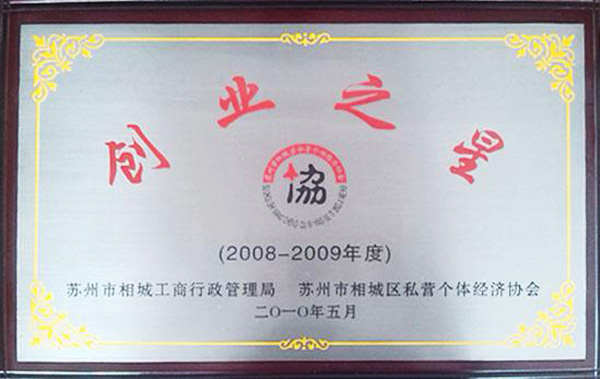 创业之星
協
(2008-2009年度)
苏州市相城工商行政管理局 苏州市相城区私营个体经济协会
二〇一〇年五月